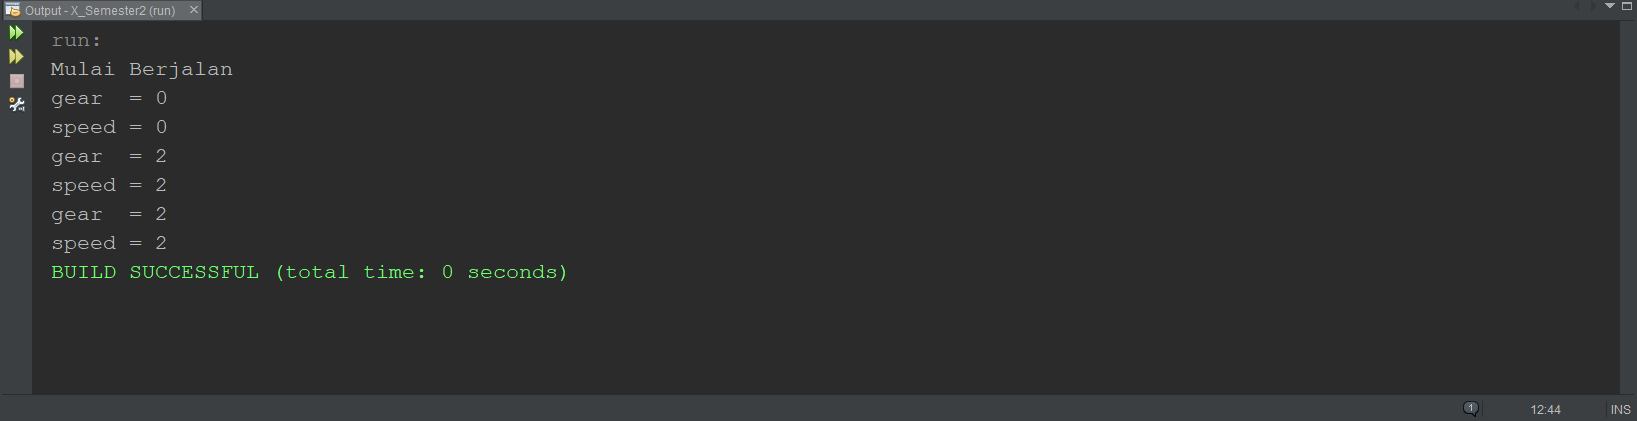 Output - X_Semester2 (run)
run:
Mulai Berjalan
gear  = 0
speed = 0
gear  = 2
speed = 2
gear  = 2
speed = 2
BUILD SUCCESSFUL (total time: 0 seconds)
1
12:44
INS